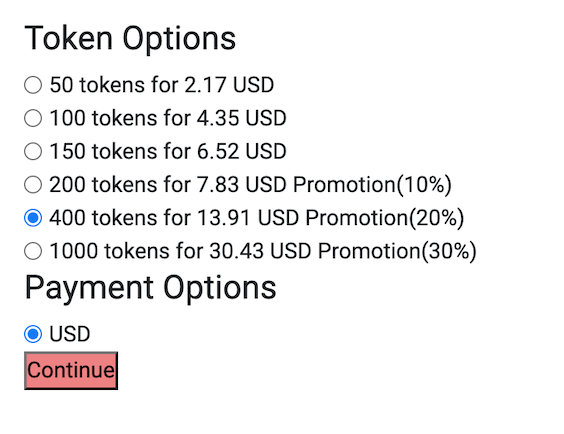 Token Options
50 tokens for 2.17 USD
100 tokens for 4.35 USD
150 tokens for 6.52 USD
200 tokens for 7.83 USD Promotion(10%)
400 tokens for 13.91 USD Promotion(20%)
1000 tokens for 30.43 USD Promotion(30%)
Payment Options
USD
Continue